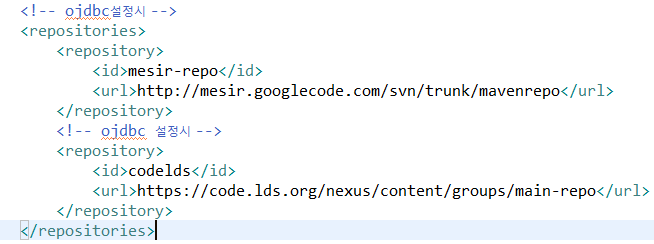 <!-- ojdbc설정시 -->
<repositories>
<repository>
<id>mesir-repo</id>
<url>http://mesir.googlecode.com/svn/trunk/mavenrepo</url>
</repository>
<!-- ojdbc 설정시 -->
<repository>
<id>codelds</id>
<url>https://code.lds.org/nexus/content/groups/main-repo</url>
</repository>
</repositories>